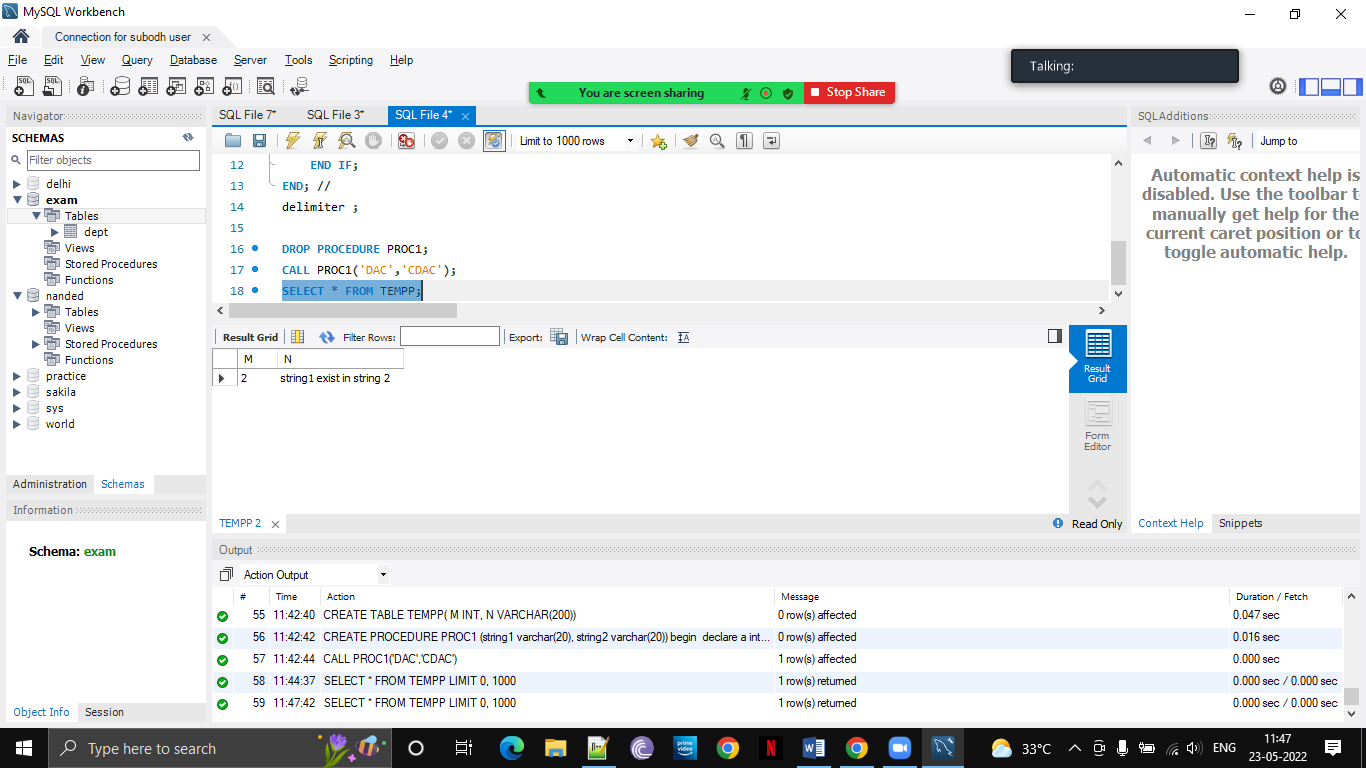 MySQL Workbench
Connection for subodh user
File Edit View Query Database Server Tools Scripting Help
Talking:
You are screen sharing Stop Share
Navigator
SCHEMAS
Filter objects
delhi
exam
Tables
dept
Views
Stored Procedures
Functions
nanded
Tables
Views
Stored Procedures
Functions
practice
sakila
sys
world
Administration Schemas
Information
Schema: exam
Object Info Session
SQL File 7* SQL File 3* SQL File 4*
Limit to 1000 rows
12 END IF;
13 END; //
14 delimiter ;
15
16 DROP PROCEDURE PROC1;
17 CALL PROC1('DAC','CDAC');
18 SELECT * FROM TEMPP;
Result Grid Filter Rows: Export: Wrap Cell Content:
M N
2 string1 exist in string 2
Result Grid
Form Editor
TEMPP 2
Read Only
SQLAdditions
Jump to
Automatic context help is
disabled. Use the toolbar t
manually get help for the
current caret position or to
toggle automatic help.
Context Help Snippets
Output
Action Output
# Time Action Message Duration / Fetch
55 11:42:40 CREATE TABLE TEMPP( M INT, N VARCHAR(200)) 0 row(s) affected 0.047 sec
56 11:42:42 CREATE PROCEDURE PROC1 (string1 varchar(20), string2 varchar(20)) begin declare a int... 0 row(s) affected 0.016 sec
57 11:42:44 CALL PROC1('DAC','CDAC') 1 row(s) affected 0.000 sec
58 11:44:37 SELECT * FROM TEMPP LIMIT 0, 1000 1 row(s) returned 0.000 sec / 0.000 sec
59 11:47:42 SELECT * FROM TEMPP LIMIT 0, 1000 1 row(s) returned 0.000 sec / 0.000 sec
Type here to search
prime video
N
W
33°C
ENG
11:47
23-05-2022